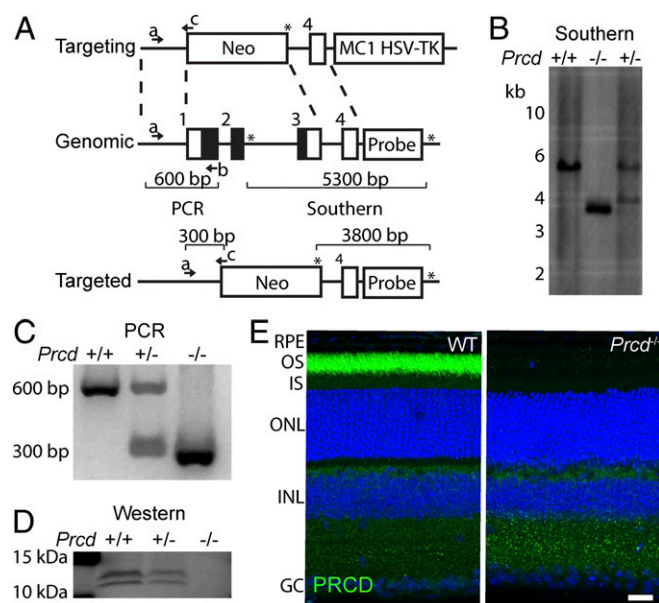 A
Targeting
a
c
Neo
*
4
MC1 HSV-TK
Genomic
a
1
2
*
3
4
Probe
*
b
600 bp
5300 bp
PCR
Southern
300 bp
3800 bp
Targeted
a
c
Neo
*
4
Probe
*
B
Southern
Prcd +/+ -/- +/-
kb
10
6
4
3
2
C
PCR
Prcd +/+ +/- -/-
600 bp
300 bp
D
Western
Prcd +/+ +/- -/-
15 kDa
10 kDa
E
RPE
OS
IS
ONL
INL
GC
WT
Prcd-/-
PRCD